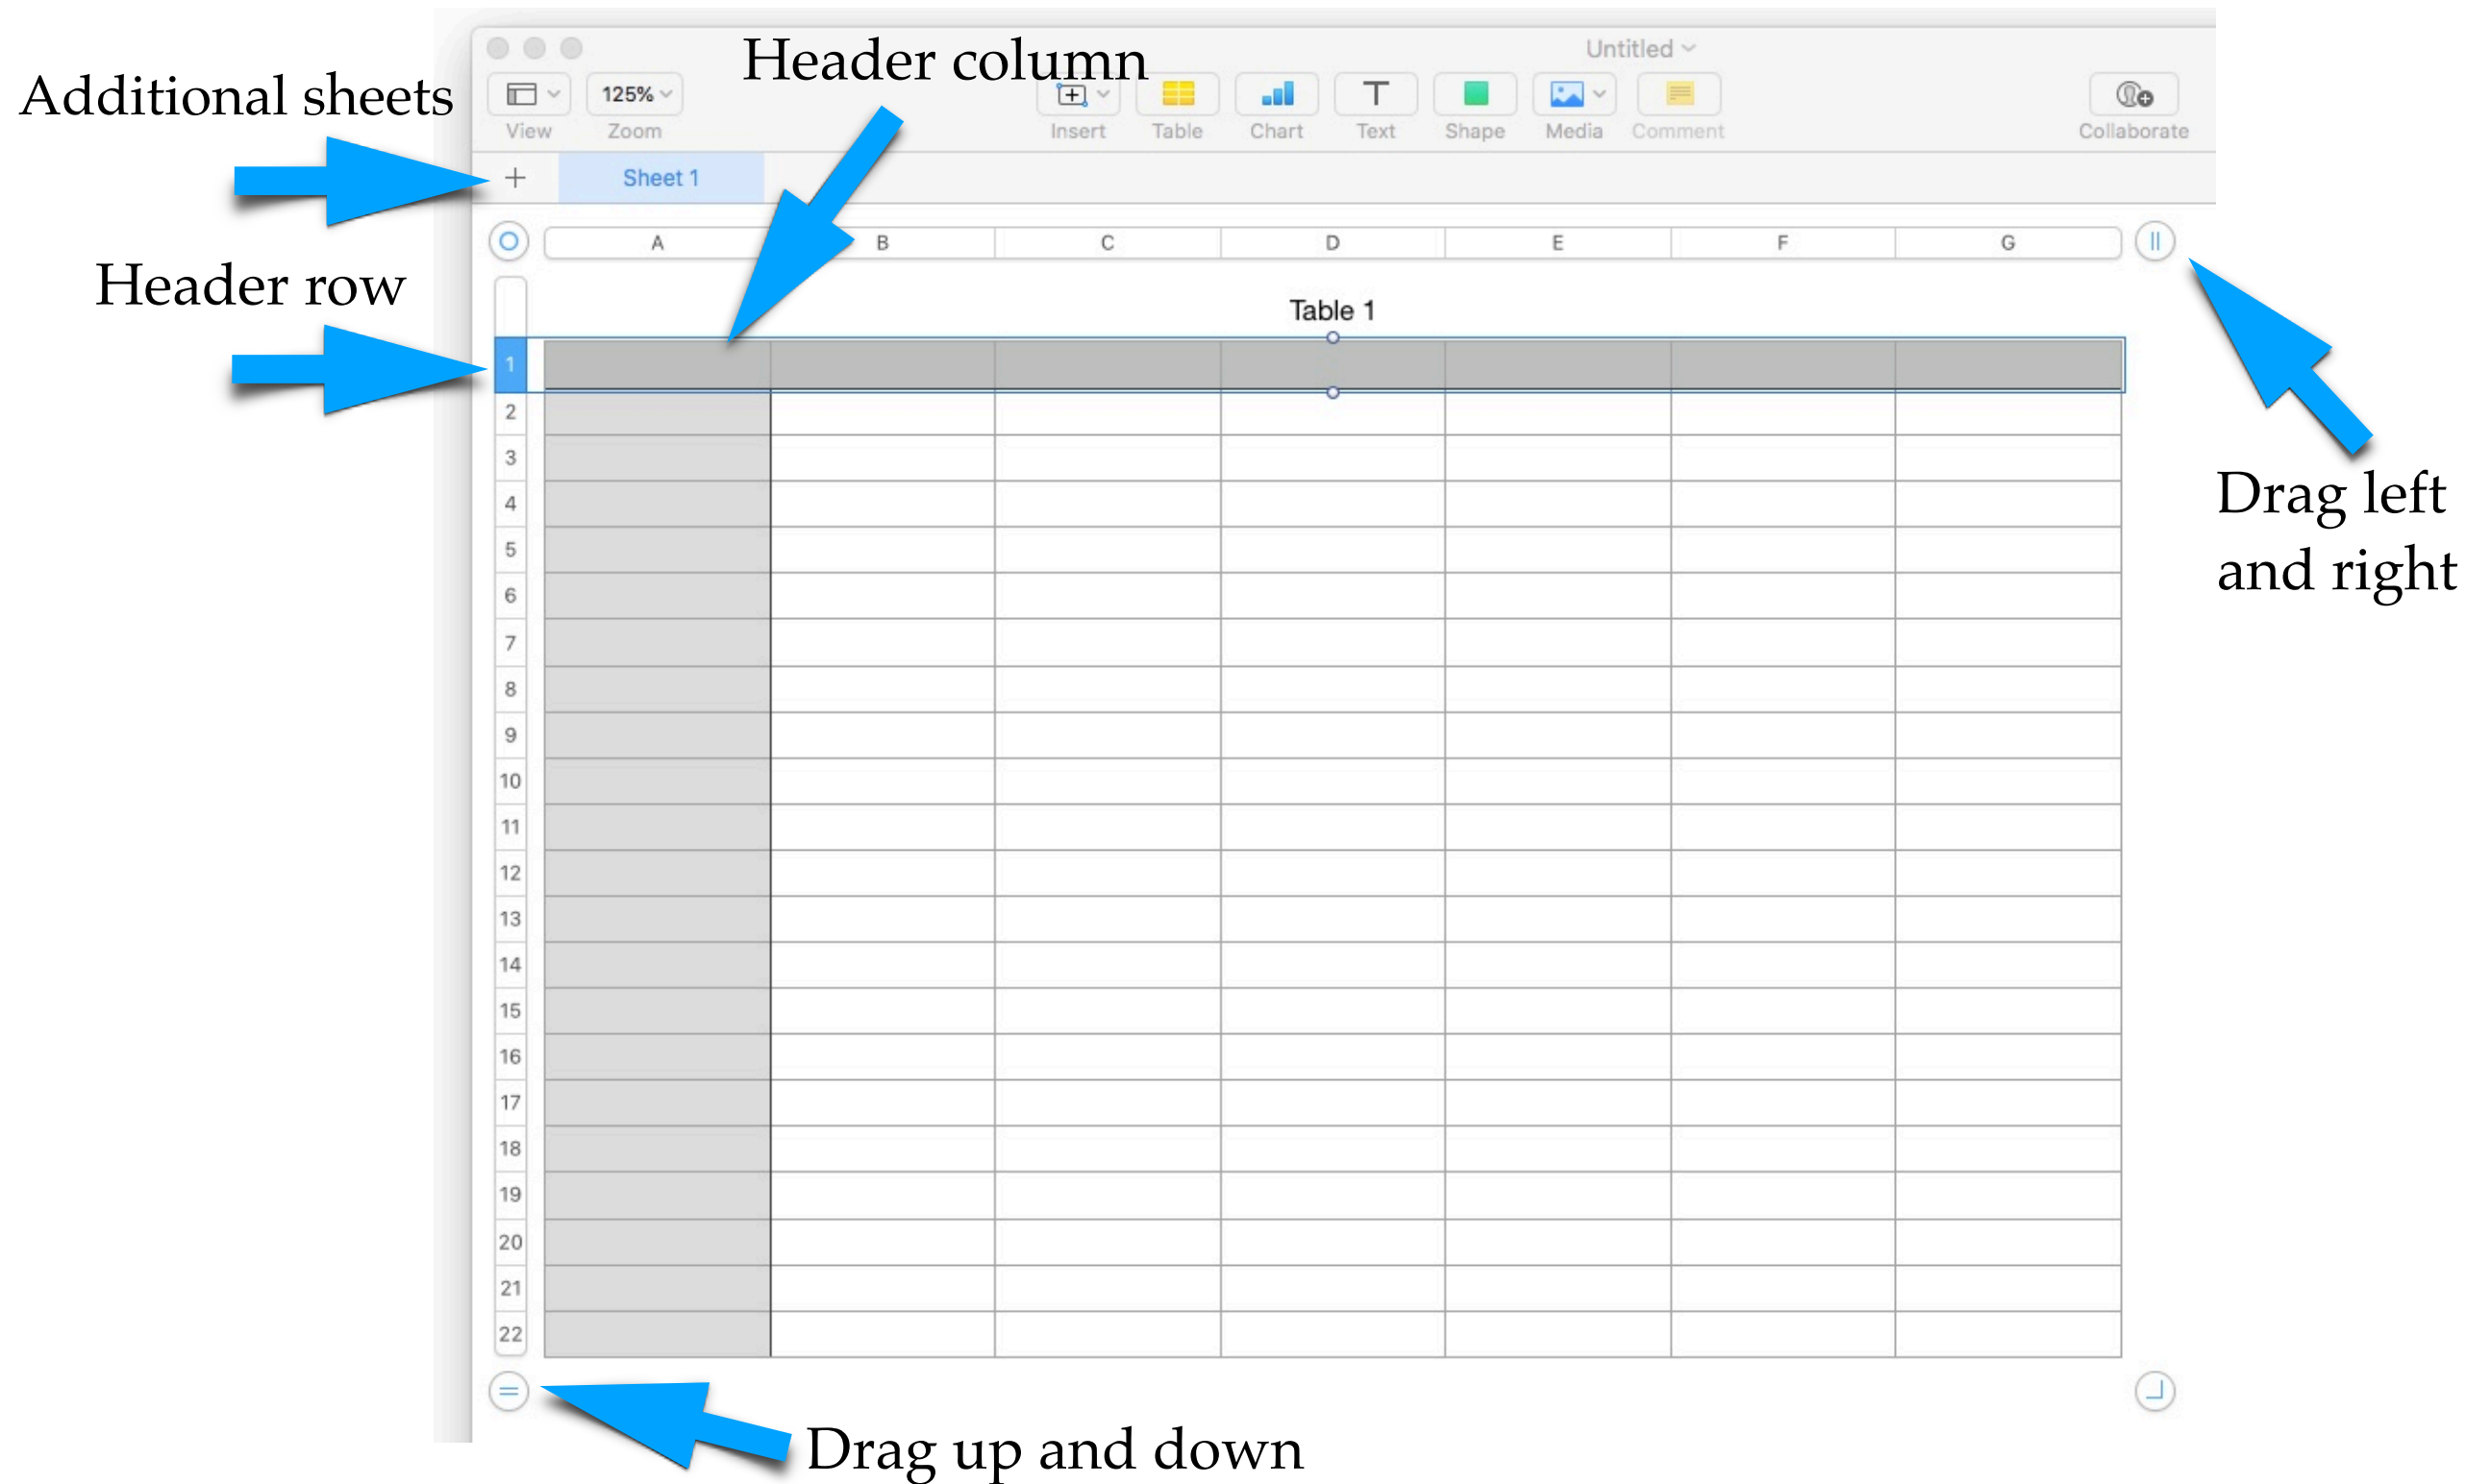 Untitled
Header column
Additional sheets
125%
View
Zoom
Insert
Table
Chart
Text
Shape
Media
Comment
Collaborate
Sheet 1
A
B
C
D
E
F
G
Header row
Table 1
1
2
3
4
5
6
7
8
9
10
11
12
13
14
15
16
17
18
19
20
21
22
Drag left
and right
Drag up and down